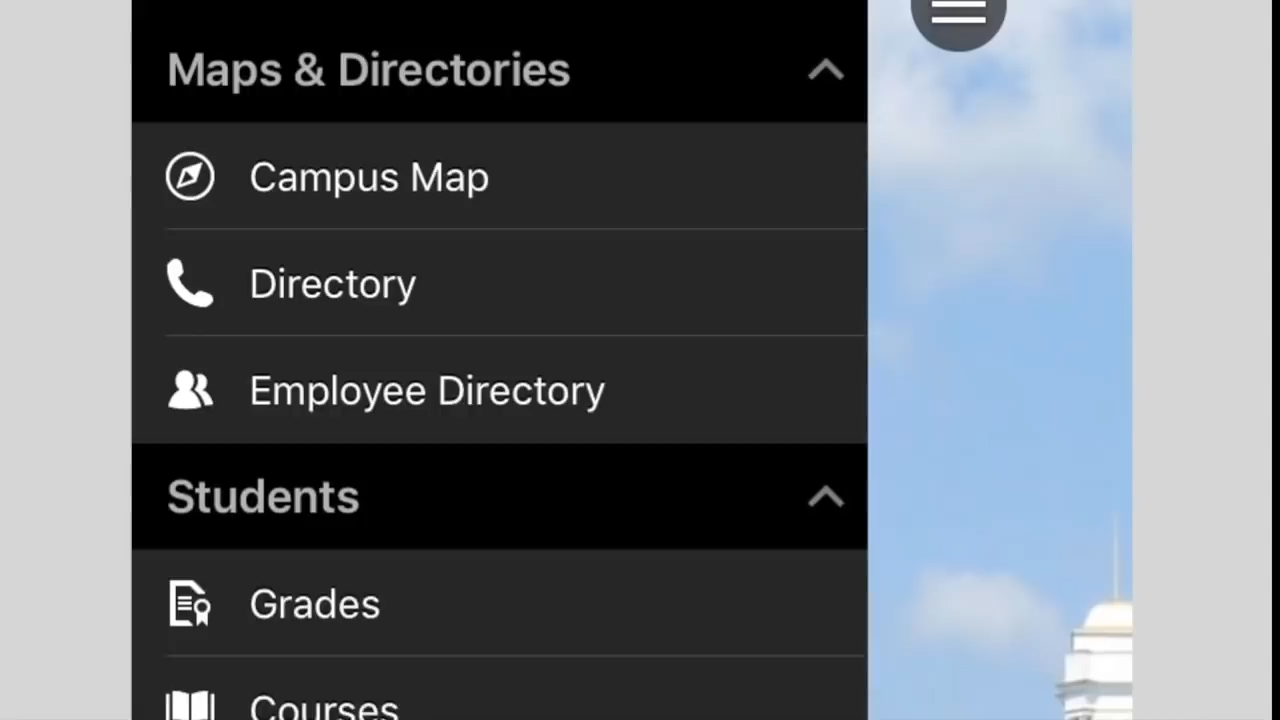 Maps & Directories
Campus Map
Directory
Employee Directory
Students
Grades
Courses